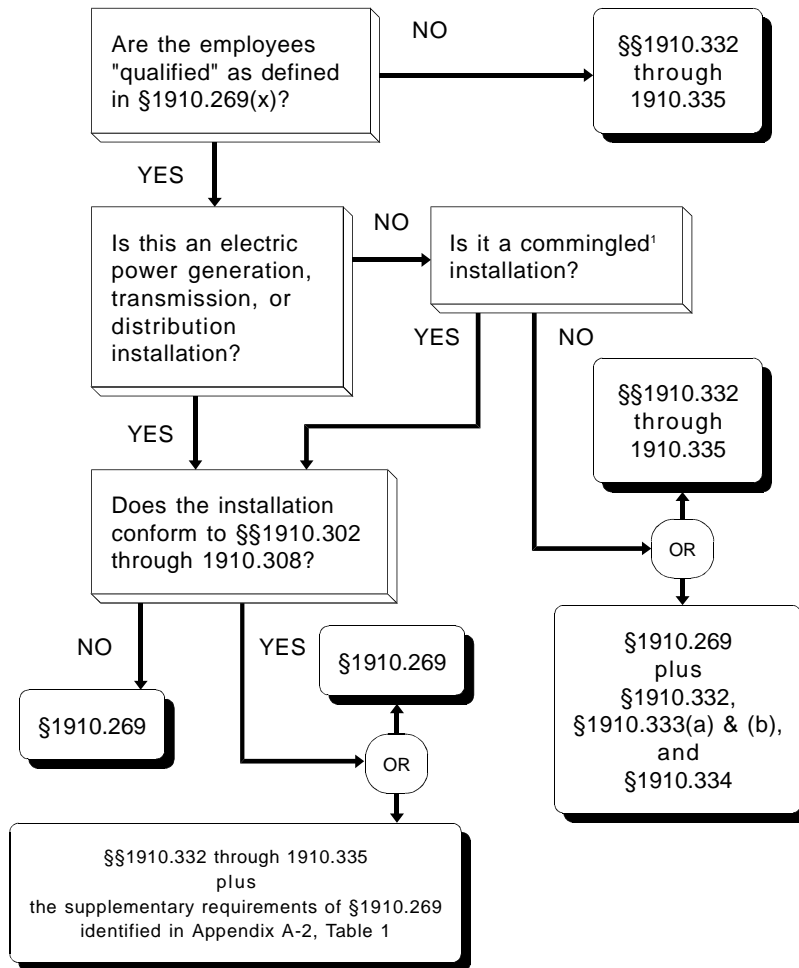 Are the employees
"qualified" as defined
in §1910.269(x)?
NO
§§1910.332
through
1910.335
YES
Is this an electric
power generation,
transmission, or
distribution
installation?
NO
Is it a commingled¹
installation?
YES
NO
§§1910.332
through
1910.335
OR
§1910.269
plus
§1910.332,
§1910.333(a) & (b),
and
§1910.334
YES
Does the installation
conform to §§1910.302
through 1910.308?
NO
§1910.269
YES
§1910.269
OR
§§1910.332 through 1910.335
plus
the supplementary requirements of §1910.269
identified in Appendix A-2, Table 1